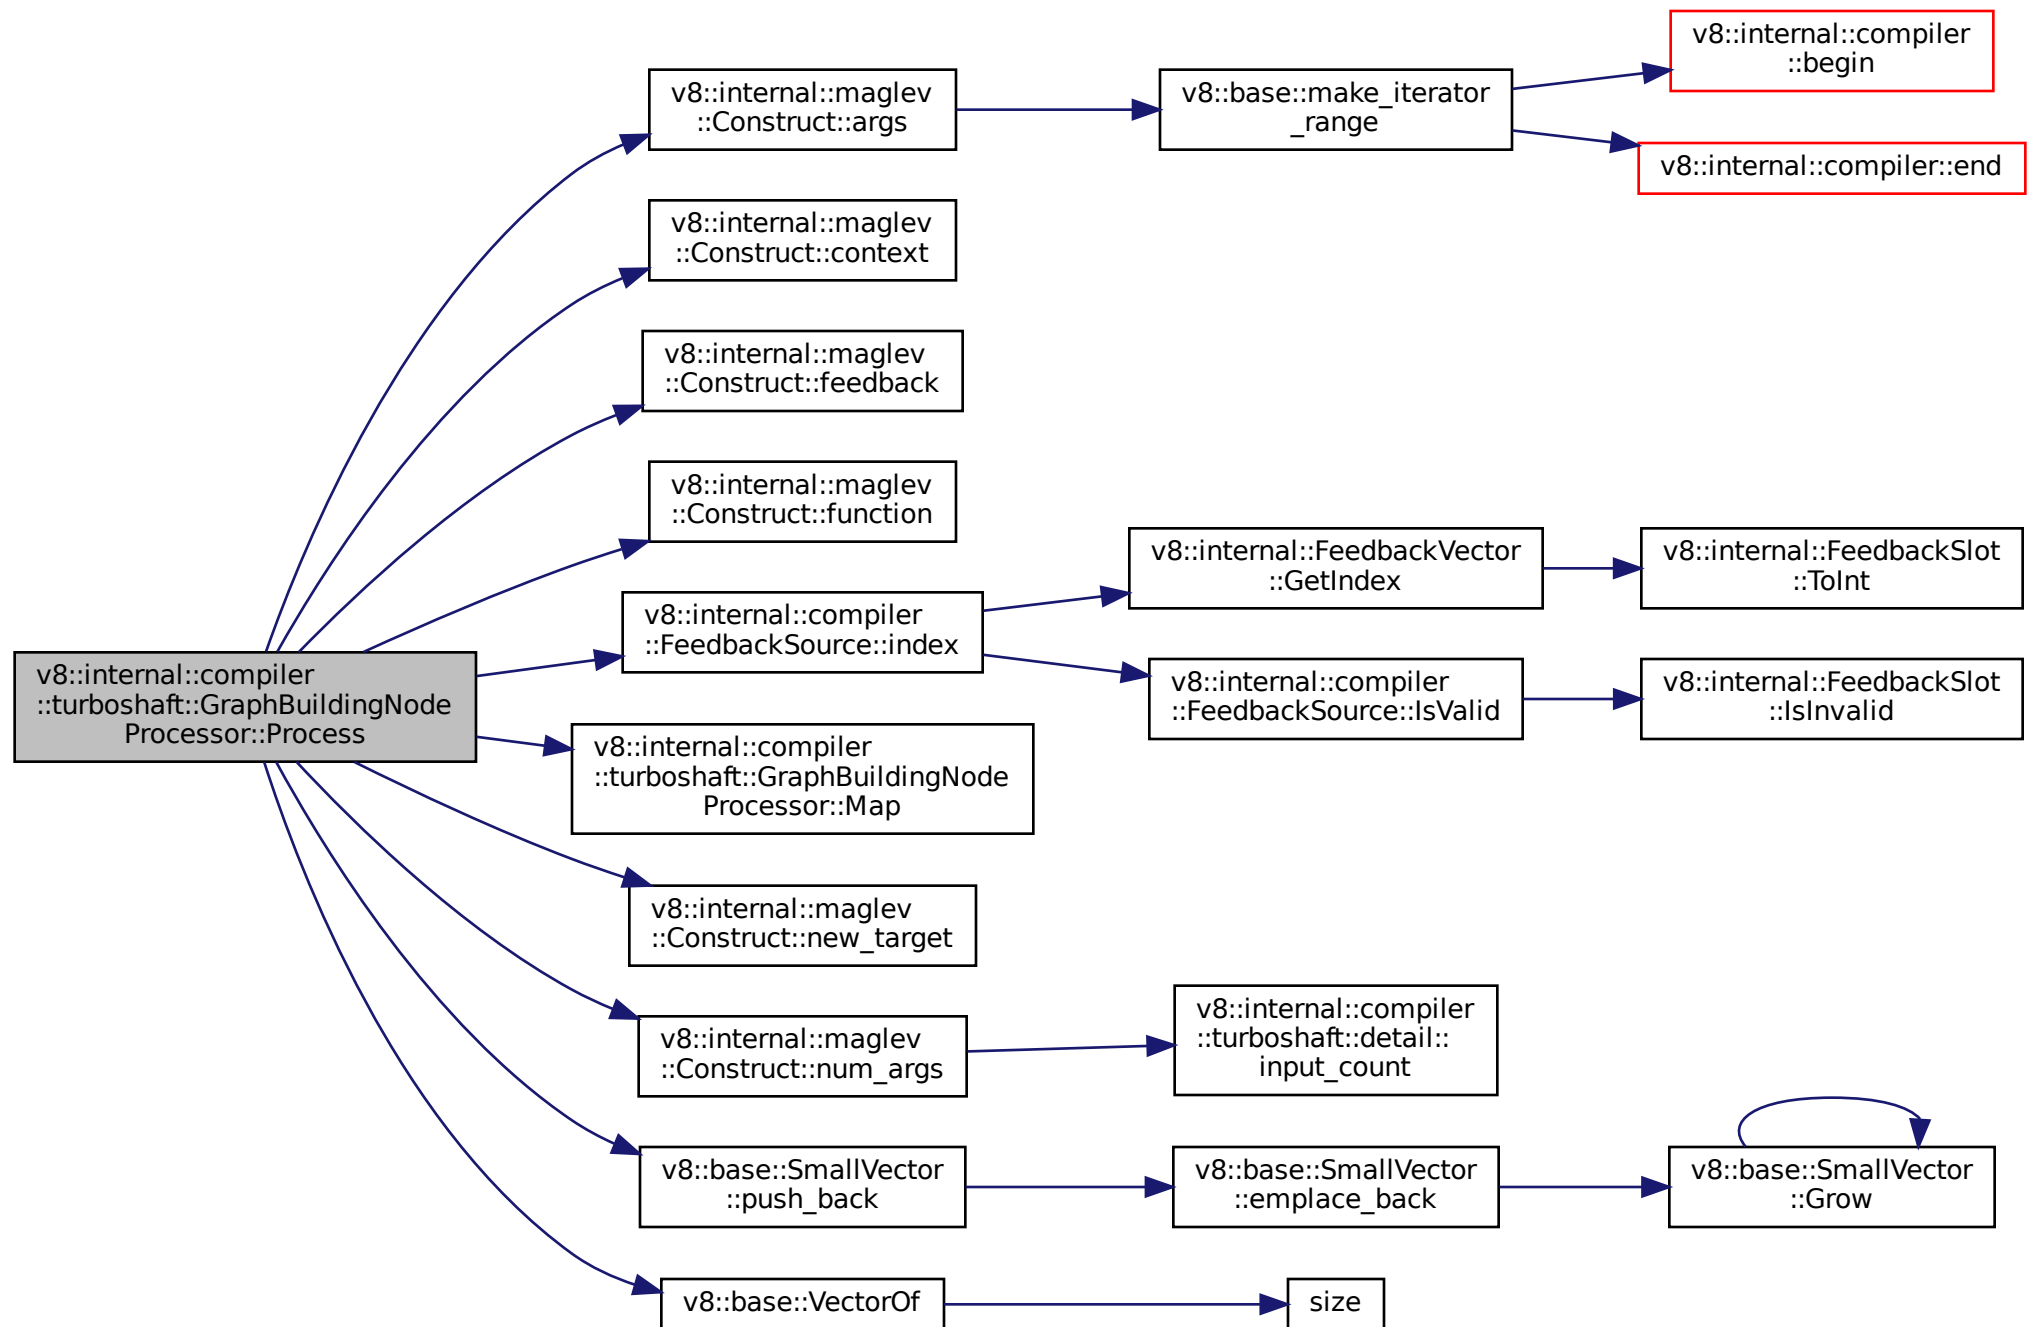 v8::internal::compiler
::turboshaft::GraphBuildingNode
Processor::Process
v8::internal::maglev
::Construct::args
v8::base::make_iterator
_range
v8::internal::compiler
::begin
v8::internal::compiler::end
v8::internal::maglev
::Construct::context
v8::internal::maglev
::Construct::feedback
v8::internal::maglev
::Construct::function
v8::internal::compiler
::FeedbackSource::index
v8::internal::FeedbackVector
::GetIndex
v8::internal::FeedbackSlot
::ToInt
v8::internal::compiler
::FeedbackSource::IsValid
v8::internal::FeedbackSlot
::IsInvalid
v8::internal::compiler
::turboshaft::GraphBuildingNode
Processor::Map
v8::internal::maglev
::Construct::new_target
v8::internal::maglev
::Construct::num_args
v8::internal::compiler
::turboshaft::detail::
input_count
v8::base::SmallVector
::push_back
v8::base::SmallVector
::emplace_back
v8::base::SmallVector
::Grow
v8::base::VectorOf
size